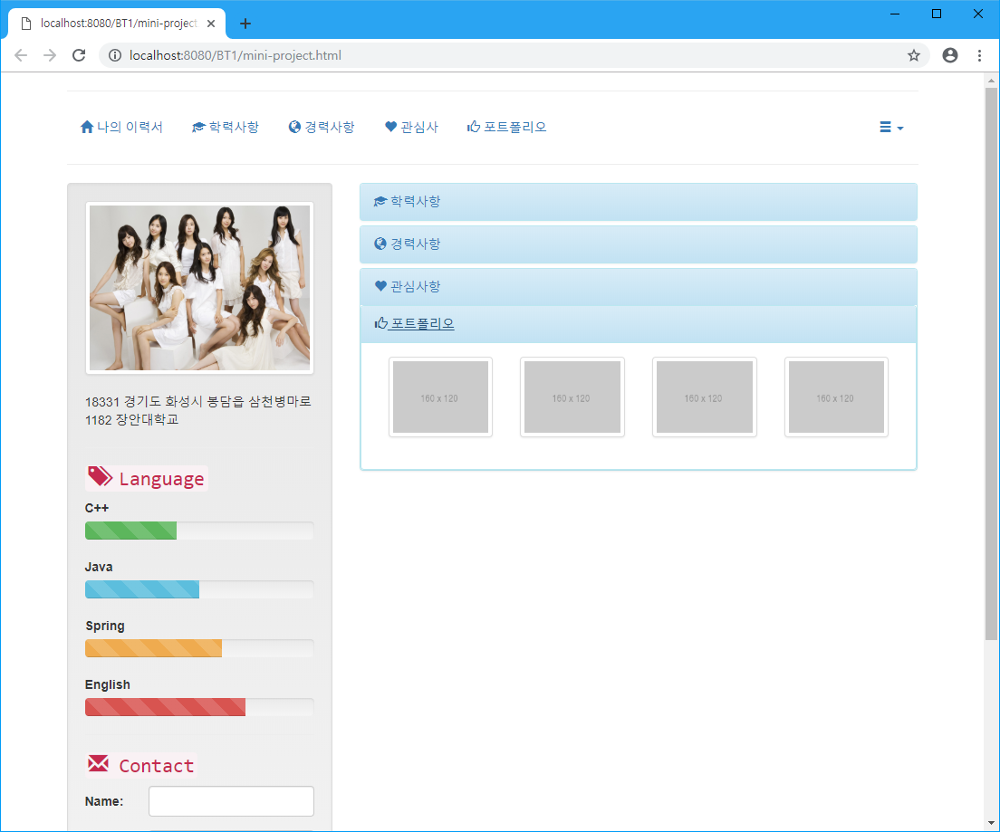 localhost:8080/BT1/mini-project
localhost:8080/BT1/mini-project.html
나의 이력서 학력사항 경력사항 관심사 포트폴리오
18331 경기도 화성시 봉담읍 삼천병마로
1182 장안대학교
Language
C++
Java
Spring
English
Contact
Name:
학력사항
경력사항
관심사항
포트폴리오
160 x 120 160 x 120 160 x 120 160 x 120